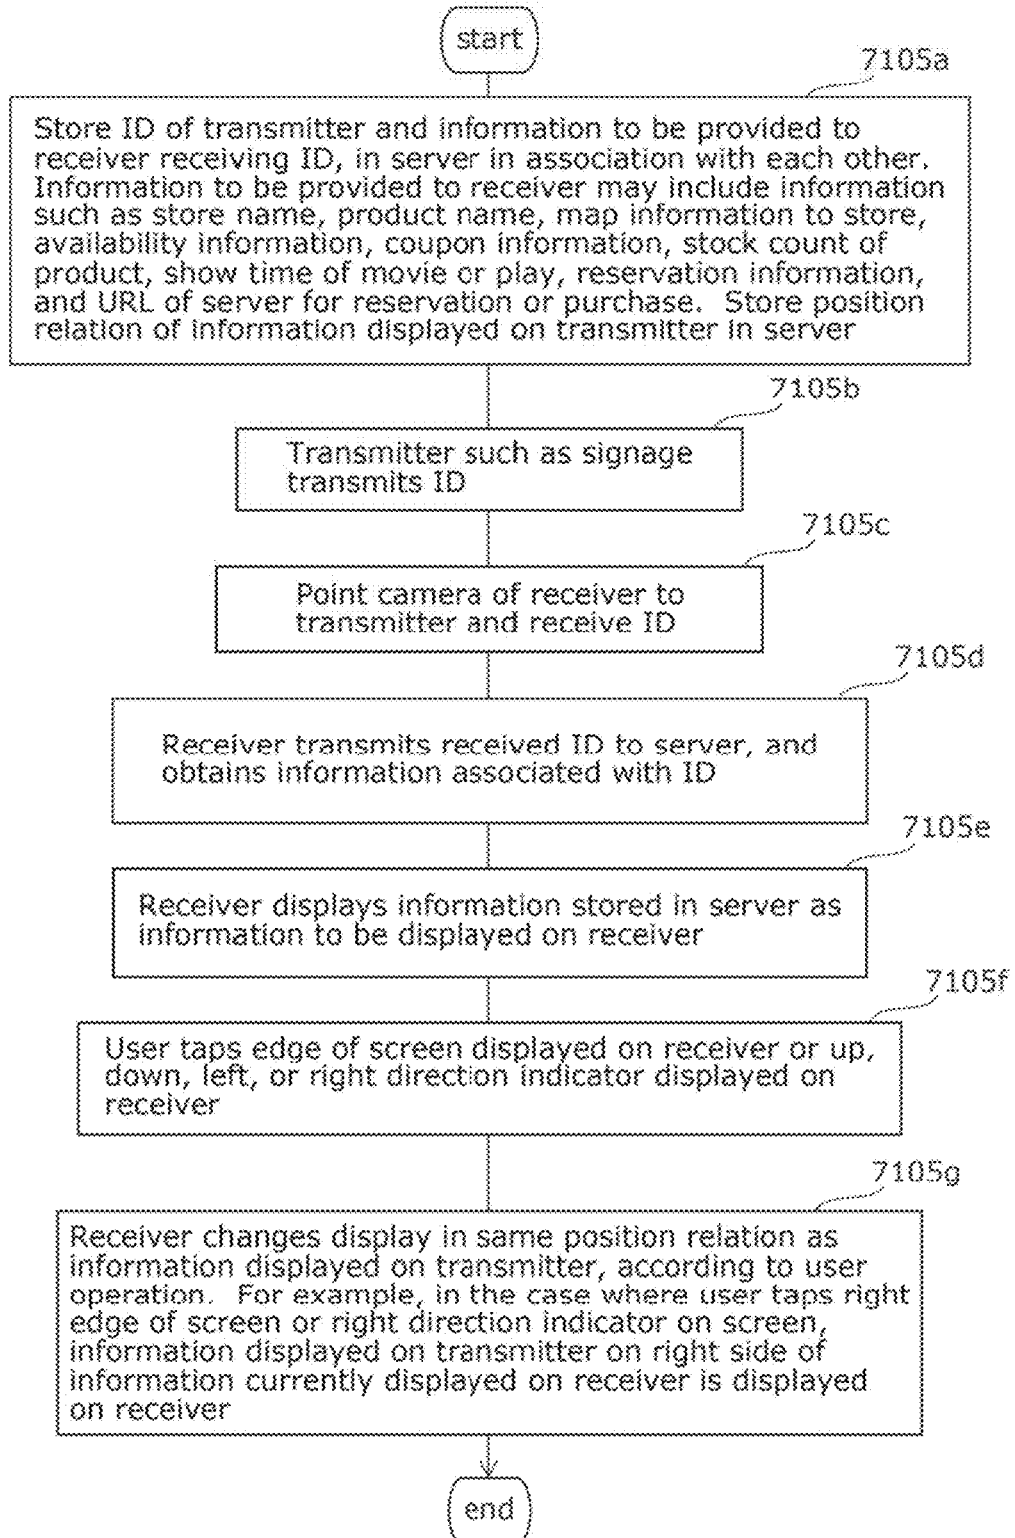 start
7105a
Store ID of transmitter and information to be provided to
receiver receiving ID, in server in association with each other.
Information to be provided to receiver may include information
such as store name, product name, map information to store,
availability information, coupon information, stock count of
product, show time of movie or play, reservation information,
and URL of server for reservation or purchase.  Store position
relation of information displayed on transmitter in server
7105b
Transmitter such as signage
transmits ID
7105c
Point camera of receiver to
transmitter and receive ID
7105d
Receiver transmits received ID to server, and
obtains information associated with ID
7105e
Receiver displays information stored in server as
information to be displayed on receiver
7105f
User taps edge of screen displayed on receiver or up,
down, left, or right direction indicator displayed on
receiver
7105g
Receiver changes display in same position relation as
information displayed on transmitter, according to user
operation.  For example, in the case where user taps right
edge of screen or right direction indicator on screen,
information displayed on transmitter on right side of
information currently displayed on receiver is displayed
on receiver
end